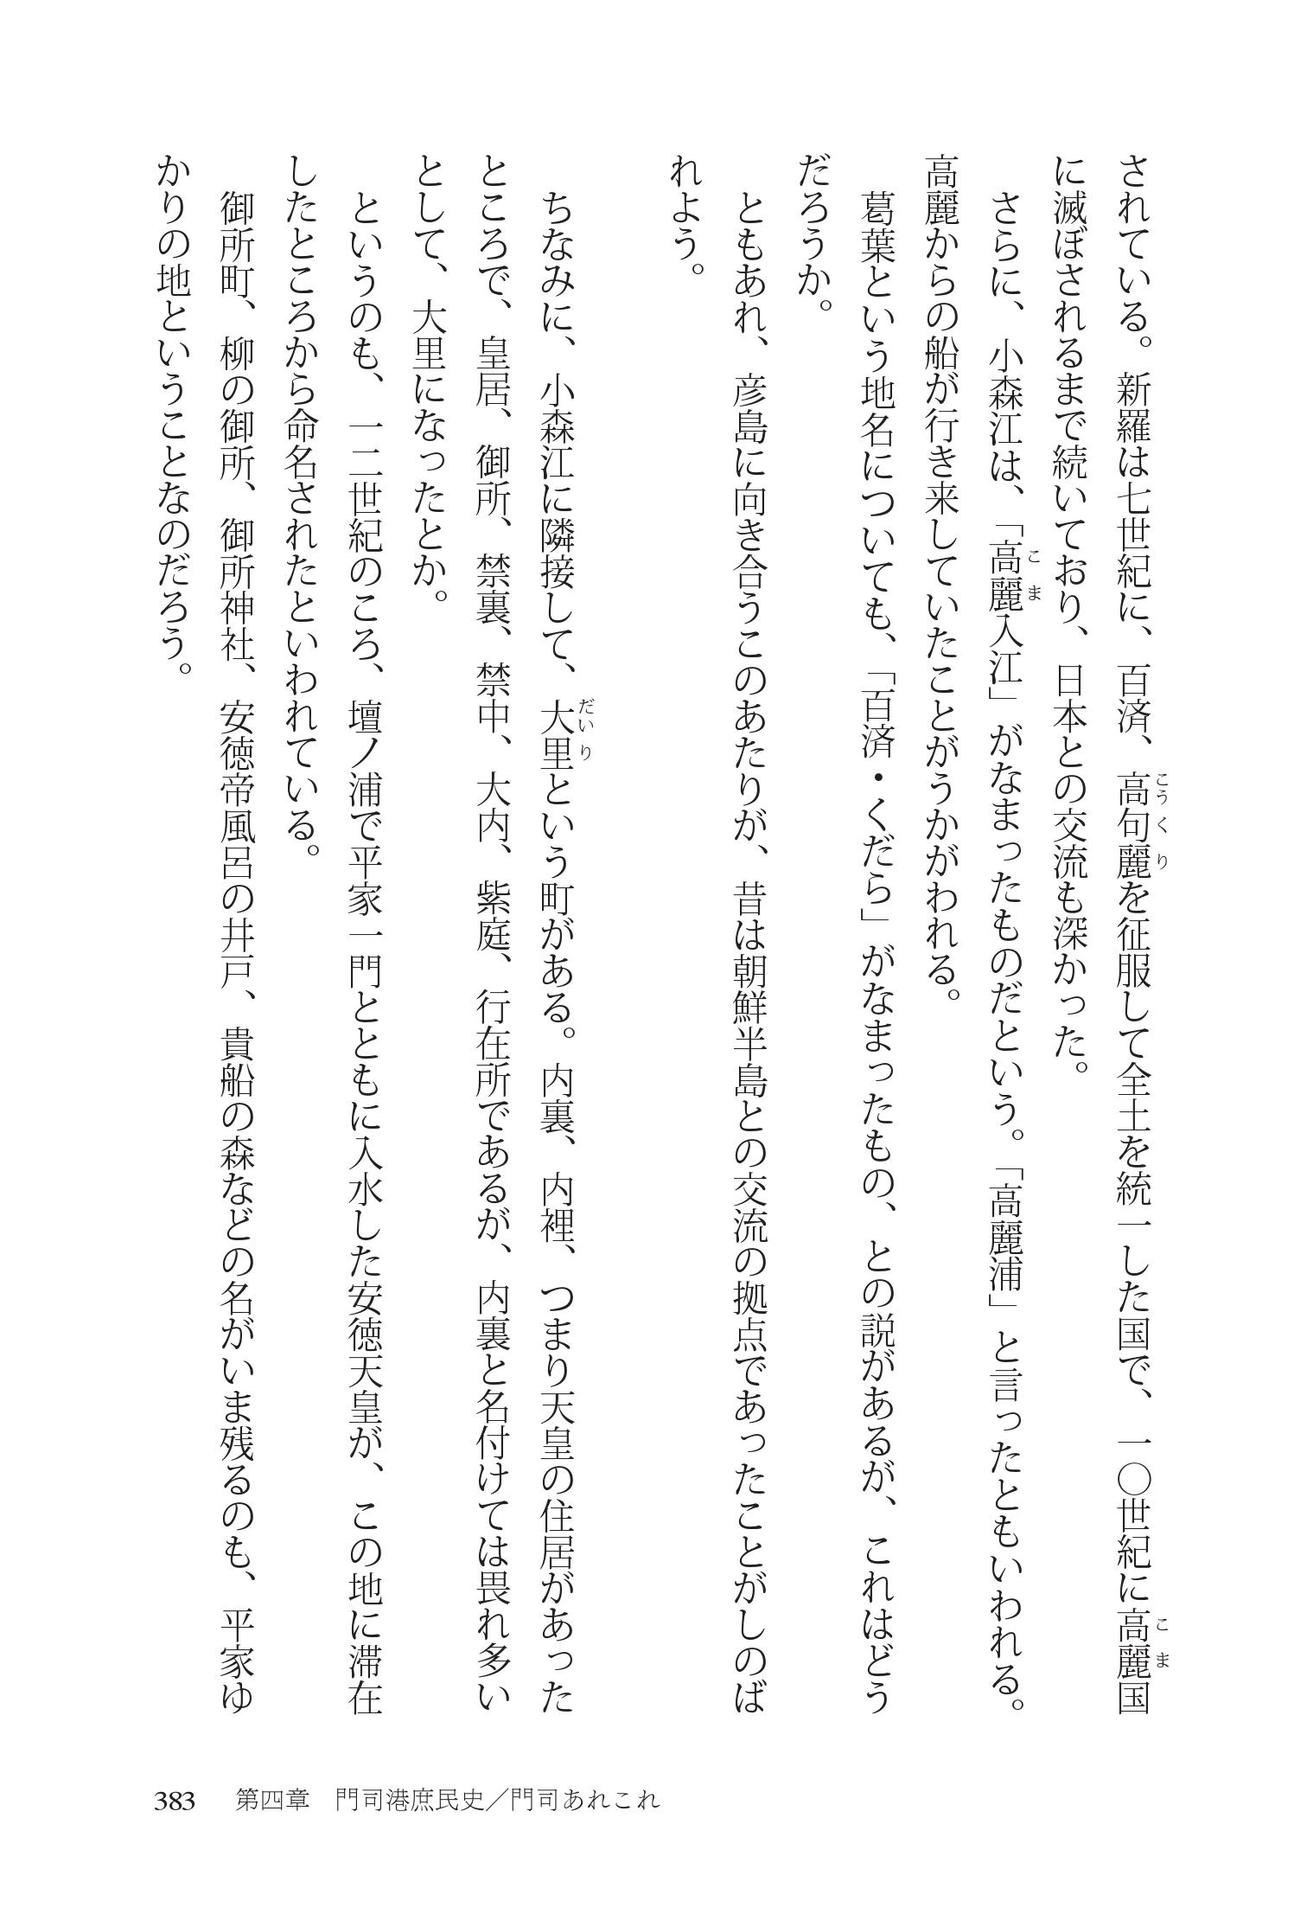 されている。新羅は七世紀に、百済、高句麗を征服して全土を統一した国で、一〇世紀に高麗国
に滅ぼされるまで続いており、日本との交流も深かった。
さらに、小森江は、「高麗入江」がなまったものだという。「高麗浦」と言ったともいわれる。
高麗からの船が行き来していたことがうかがわれる。
葛葉という地名についても、「百済・くだら」がなまったもの、との説があるが、これはどう
だろうか。
ともあれ、彦島に向き合うこのあたりが、昔は朝鮮半島との交流の拠点であったことがしのば
れよう。
ちなみに、小森江に隣接して、大里という町がある。内裏、内裡、つまり天皇の住居があった
ところで、皇居、御所、禁裏、禁中、大内、紫庭、行在所であるが、内裏と名付けては畏れ多い
として、大里になったとか。
というのも、一二世紀のころ、壇ノ浦で平家一門とともに入水した安徳天皇が、この地に滞在
したところから命名されたといわれている。
御所町、柳の御所、御所神社、安徳帝風呂の井戸、貴船の森などの名がいま残るのも、平家ゆ
かりの地ということなのだろう。
こうくり
こま
こま
だいり
383 第四章 門司港庶民史／門司あれこれ